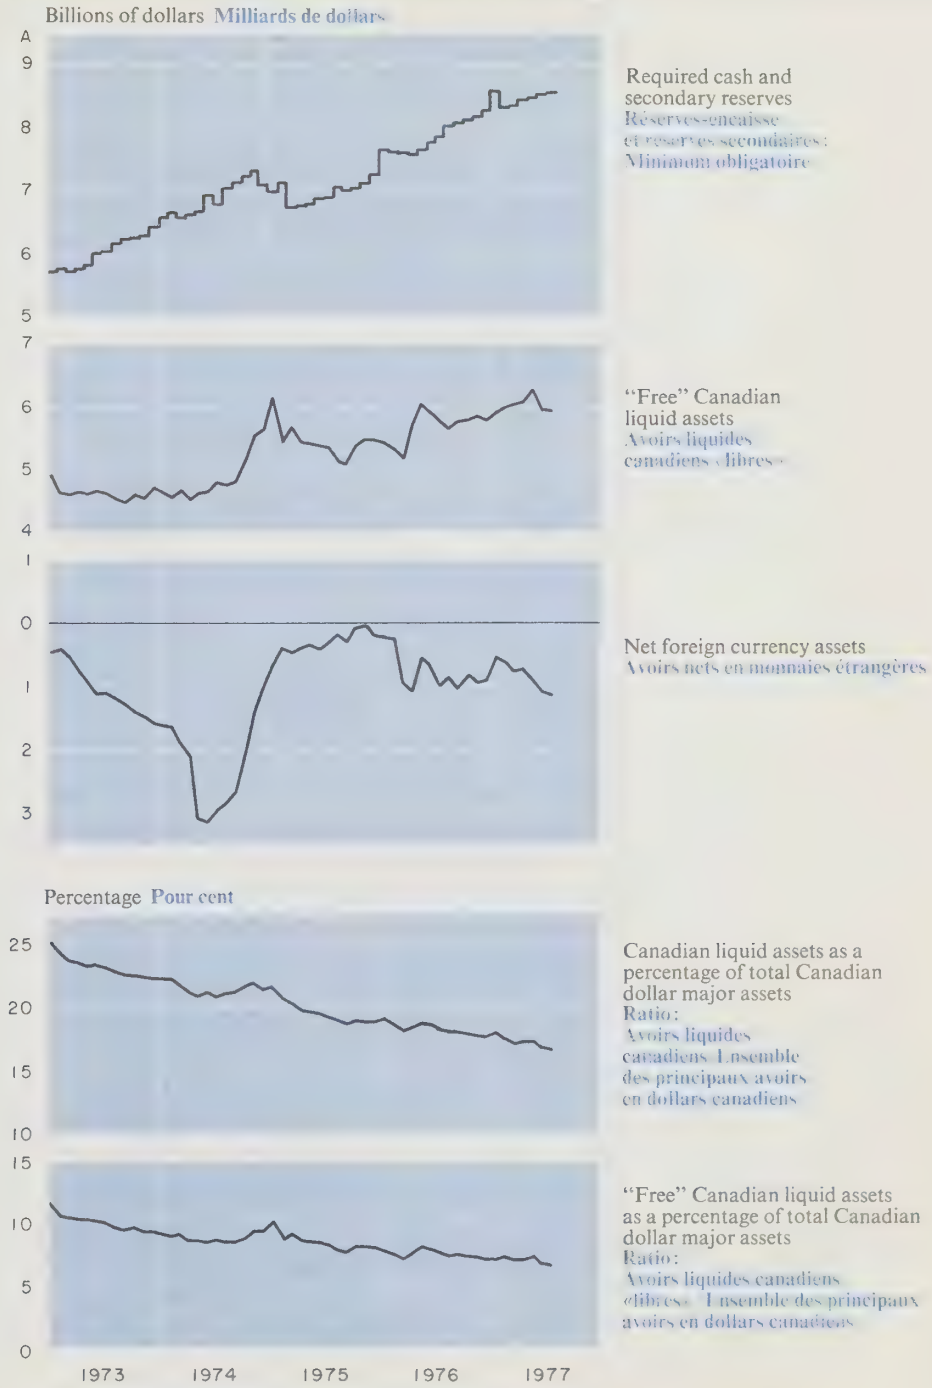 Billions of dollars Milliards de dollars
A
9
8
7
6
5
Required cash and
secondary reserves
Réserves-encaisse
et réserves secondaires:
Minimum obligatoire
7
6
5
4
"Free" Canadian
liquid assets
Avoirs liquides
canadiens «libres»
1
0
1
2
3
Net foreign currency assets
Avoirs nets en monnaies étrangères
Percentage Pour cent
25
20
15
10
Canadian liquid assets as a
percentage of total Canadian
dollar major assets
Ratio:
Avoirs liquides
canadiens Ensemble
des principaux avoirs
en dollars canadiens
15
10
5
0
"Free" Canadian liquid assets
as a percentage of total Canadian
dollar major assets
Ratio:
Avoirs liquides canadiens
«libres» Ensemble des principaux
avoirs en dollars canadiens
1973 1974 1975 1976 1977